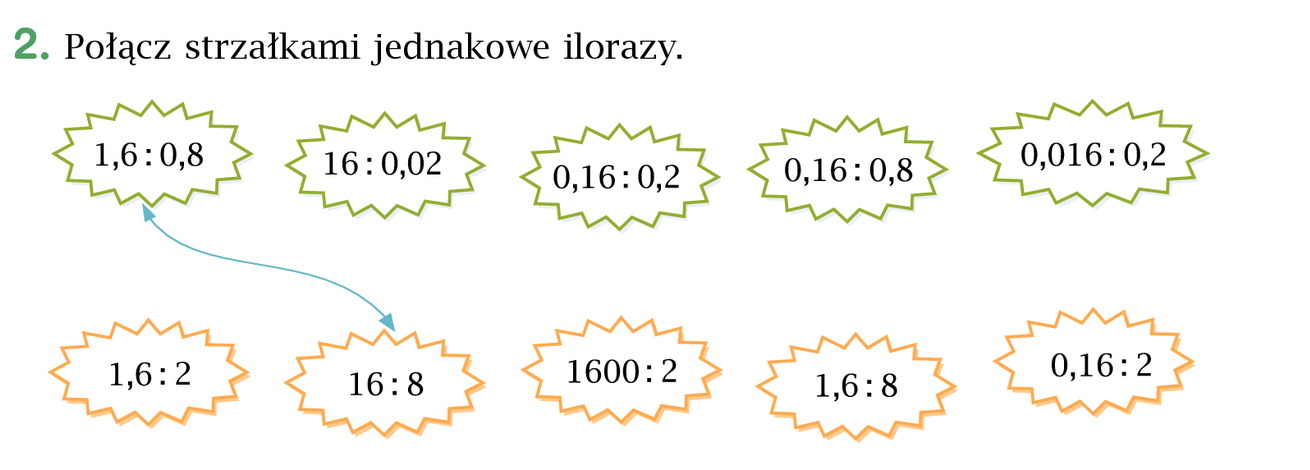 2. Połącz strzałkami jednakowe ilorazy.
1,6 : 0,8
16 : 0,02
0,16 : 0,2
0,16 : 0,8
0,016 : 0,2
1,6 : 2
16 : 8
1600 : 2
1,6 : 8
0,16 : 2